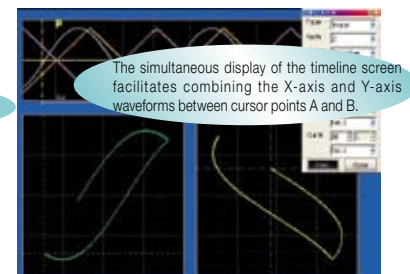 The simultaneous display of the timeline screen
facilitates combining the X-axis and Y-axis
waveforms between cursor points A and B.